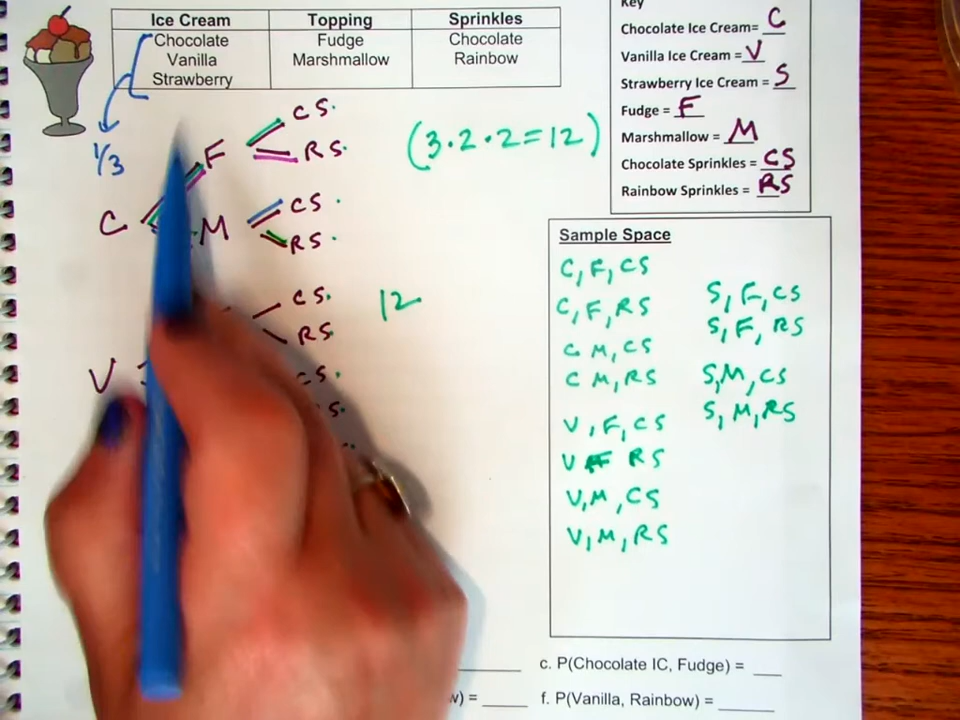 Ice Cream Topping Sprinkles
Chocolate Fudge Chocolate
Vanilla Marshmallow Rainbow
Strawberry
1/3
Key
Chocolate Ice Cream= C
Vanilla Ice Cream = V
Strawberry Ice Cream = S
Fudge = F
Marshmallow = M
Chocolate Sprinkles = CS
Rainbow Sprinkles = RS
(3·2·2=12)
C
F
CS
RS
M
CS
RS
V
CS
RS
12
Sample Space
C, F, CS
C, F, RS
C M, CS
C M, RS
V, F, CS
V F RS
V, M, CS
V, M, RS
S, F, CS
S, F, RS
S, M, CS
S, M, RS
c. P(Chocolate IC, Fudge) = ___
f. P(Vanilla, Rainbow) = ___